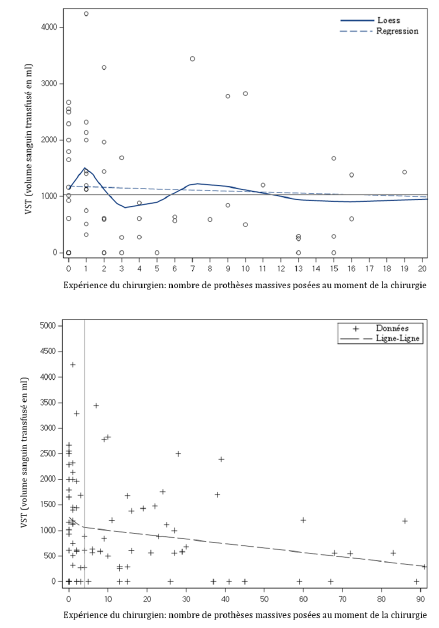 Loess
Regression
4000
3000
2000
1000
0
VST (volume sanguin transfusé en ml)
0 1 2 3 4 5 6 7 8 9 10 11 12 13 14 15 16 17 18 19 20
Expérience du chirurgien: nombre de prothèses massives posées au moment de la chirurgie
Données
Ligne-Ligne
5000
4500
4000
3500
3000
2500
2000
1500
1000
500
0
VST (volume sanguin transfusé en ml)
0 10 20 30 40 50 60 70 80 90
Expérience du chirurgien: nombre de prothèses massives posées au moment de la chirurgie